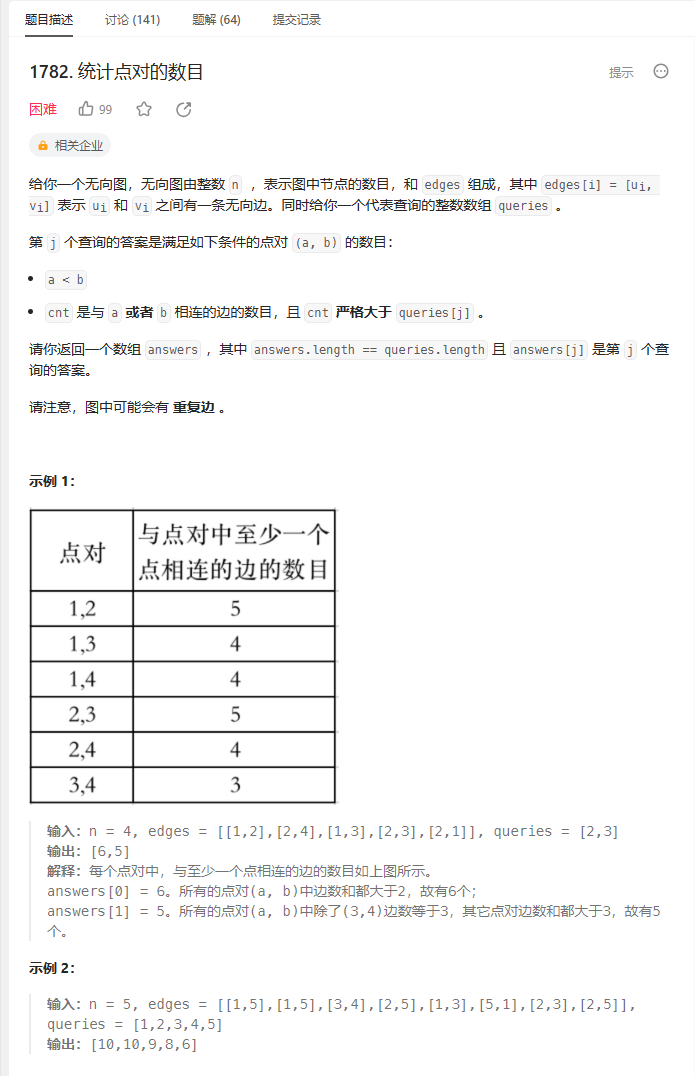 题目描述 讨论 (141) 题解 (64) 提交记录
1782. 统计点对的数目 提示
困难 99
相关企业
给你一个无向图，无向图由整数 n ，表示图中节点的数目，和 edges 组成，其中 edges[i] = [ui,
vi] 表示 ui 和 vi 之间有一条无向边。同时给你一个代表查询的整数数组 queries 。
第 j 个查询的答案是满足如下条件的点对 (a, b) 的数目：
• a < b
• cnt 是与 a 或者 b 相连的边的数目，且 cnt 严格大于 queries[j] 。
请你返回一个数组 answers ，其中 answers.length == queries.length 且 answers[j] 是第 j 个查
询的答案。
请注意，图中可能会有 重复边 。
示例 1：
点对 与点对中至少一个
点相连的边的数目
1,2 5
1,3 4
1,4 4
2,3 5
2,4 4
3,4 3
输入：n = 4, edges = [[1,2],[2,4],[1,3],[2,3],[2,1]], queries = [2,3]
输出：[6,5]
解释：每个点对中，与至少一个点相连的边的数目如上图所示。
answers[0] = 6。所有的点对(a, b)中边数和都大于2，故有6个；
answers[1] = 5。所有的点对(a, b)中除了(3,4)边数等于3，其它点对边数和都大于3，故有5
个。
示例 2：
输入：n = 5, edges = [[1,5],[1,5],[3,4],[2,5],[1,3],[5,1],[2,3],[2,5]],
queries = [1,2,3,4,5]
输出：[10,10,9,8,6]